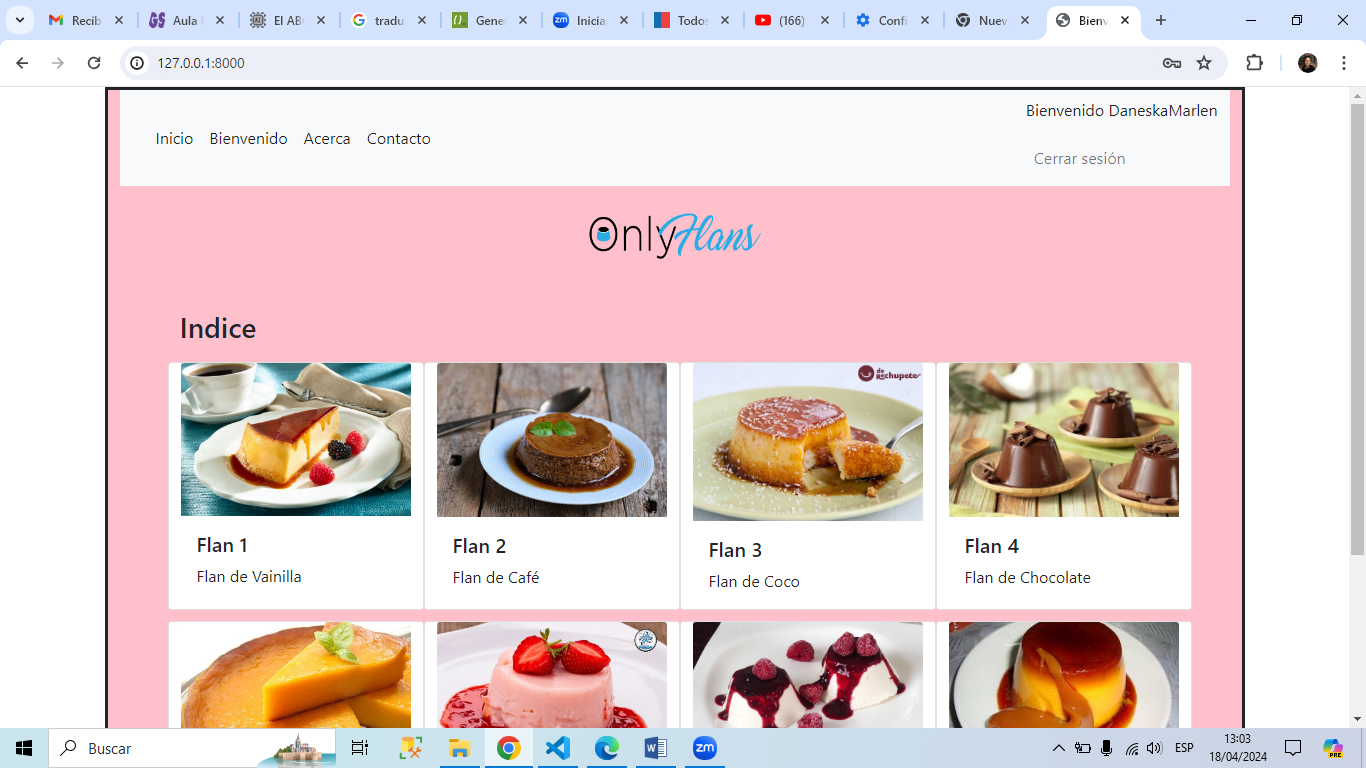 Recib
Aula
El AB
tradu
Gener
Inicia
Todos
(166)
Confi
Nuev
Bienv
127.0.0.1:8000
Bienvenido DaneskaMarlen
Inicio Bienvenido Acerca Contacto
Cerrar sesión
OnlyFlans
Indice
de Rechupete
Flan 1
Flan de Vainilla
Flan 2
Flan de Café
Flan 3
Flan de Coco
Flan 4
Flan de Chocolate
Buscar
ESP
13:03
18/04/2024
PRE